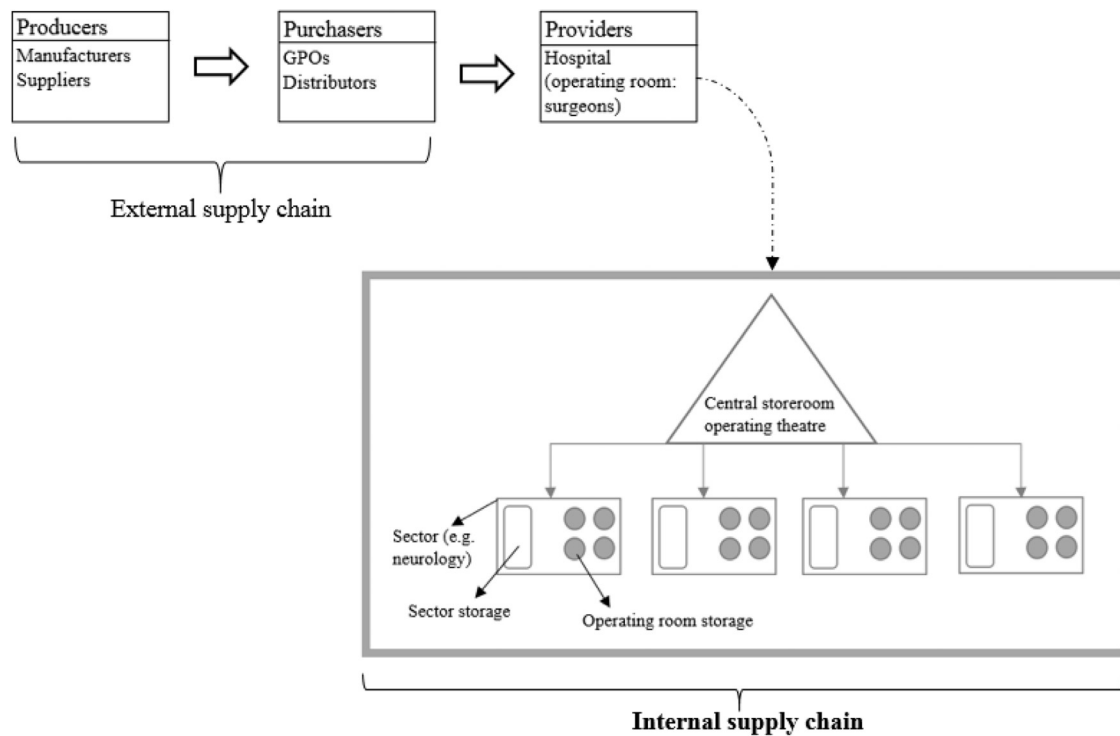 Producers
Manufacturers
Suppliers
Purchasers
GPOs
Distributors
Providers
Hospital
(operating room:
surgeons)
External supply chain
Central storeroom
operating theatre
Sector (e.g.
neurology)
Sector storage
Operating room storage
Internal supply chain